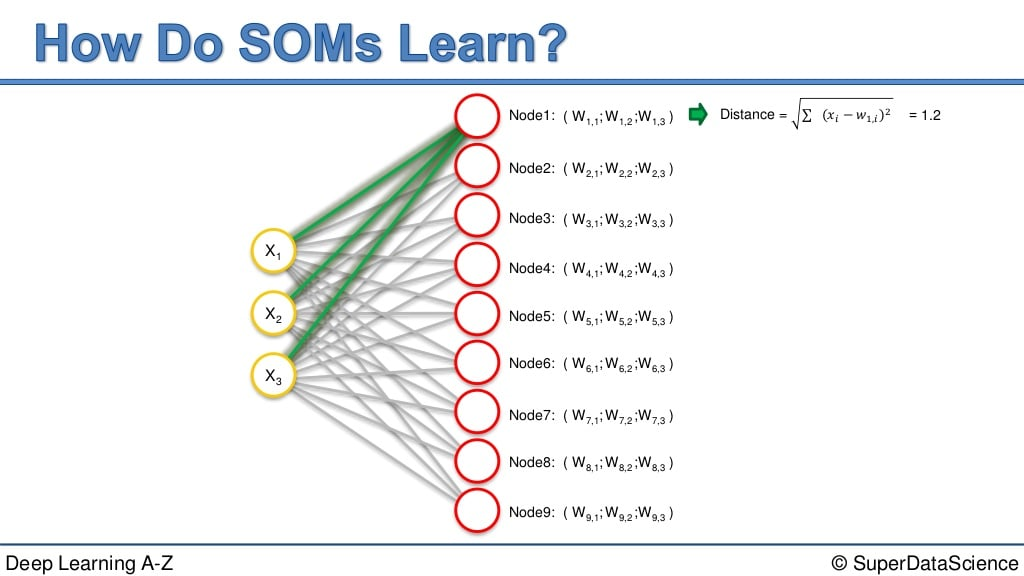 How Do SOMs Learn?
Node1: ( W1,1; W1,2 ;W1,3 ) Distance = √∑ (xi − w1,i)² = 1.2
Node2: ( W2,1; W2,2 ;W2,3 )
Node3: ( W3,1; W3,2 ;W3,3 )
X1
Node4: ( W4,1; W4,2 ;W4,3 )
X2
Node5: ( W5,1; W5,2 ;W5,3 )
Node6: ( W6,1; W6,2 ;W6,3 )
X3
Node7: ( W7,1; W7,2 ;W7,3 )
Node8: ( W8,1; W8,2 ;W8,3 )
Node9: ( W9,1; W9,2 ;W9,3 )
Deep Learning A-Z
© SuperDataScience